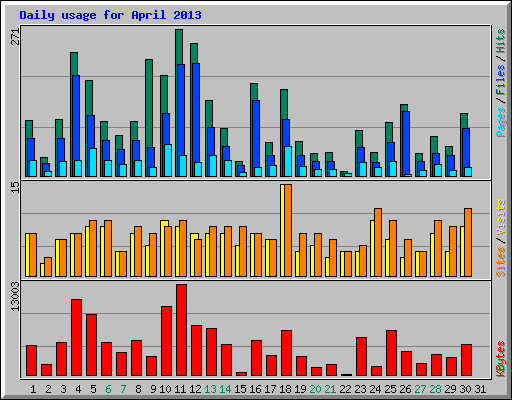 Daily usage for April 2013
271
Pages / Files / Hits
15
Sites / Visits
13003
KBytes
1 2 3 4 5 6 7 8 9 10 11 12 13 14 15 16 17 18 19 20 21 22 23 24 25 26 27 28 29 30 31